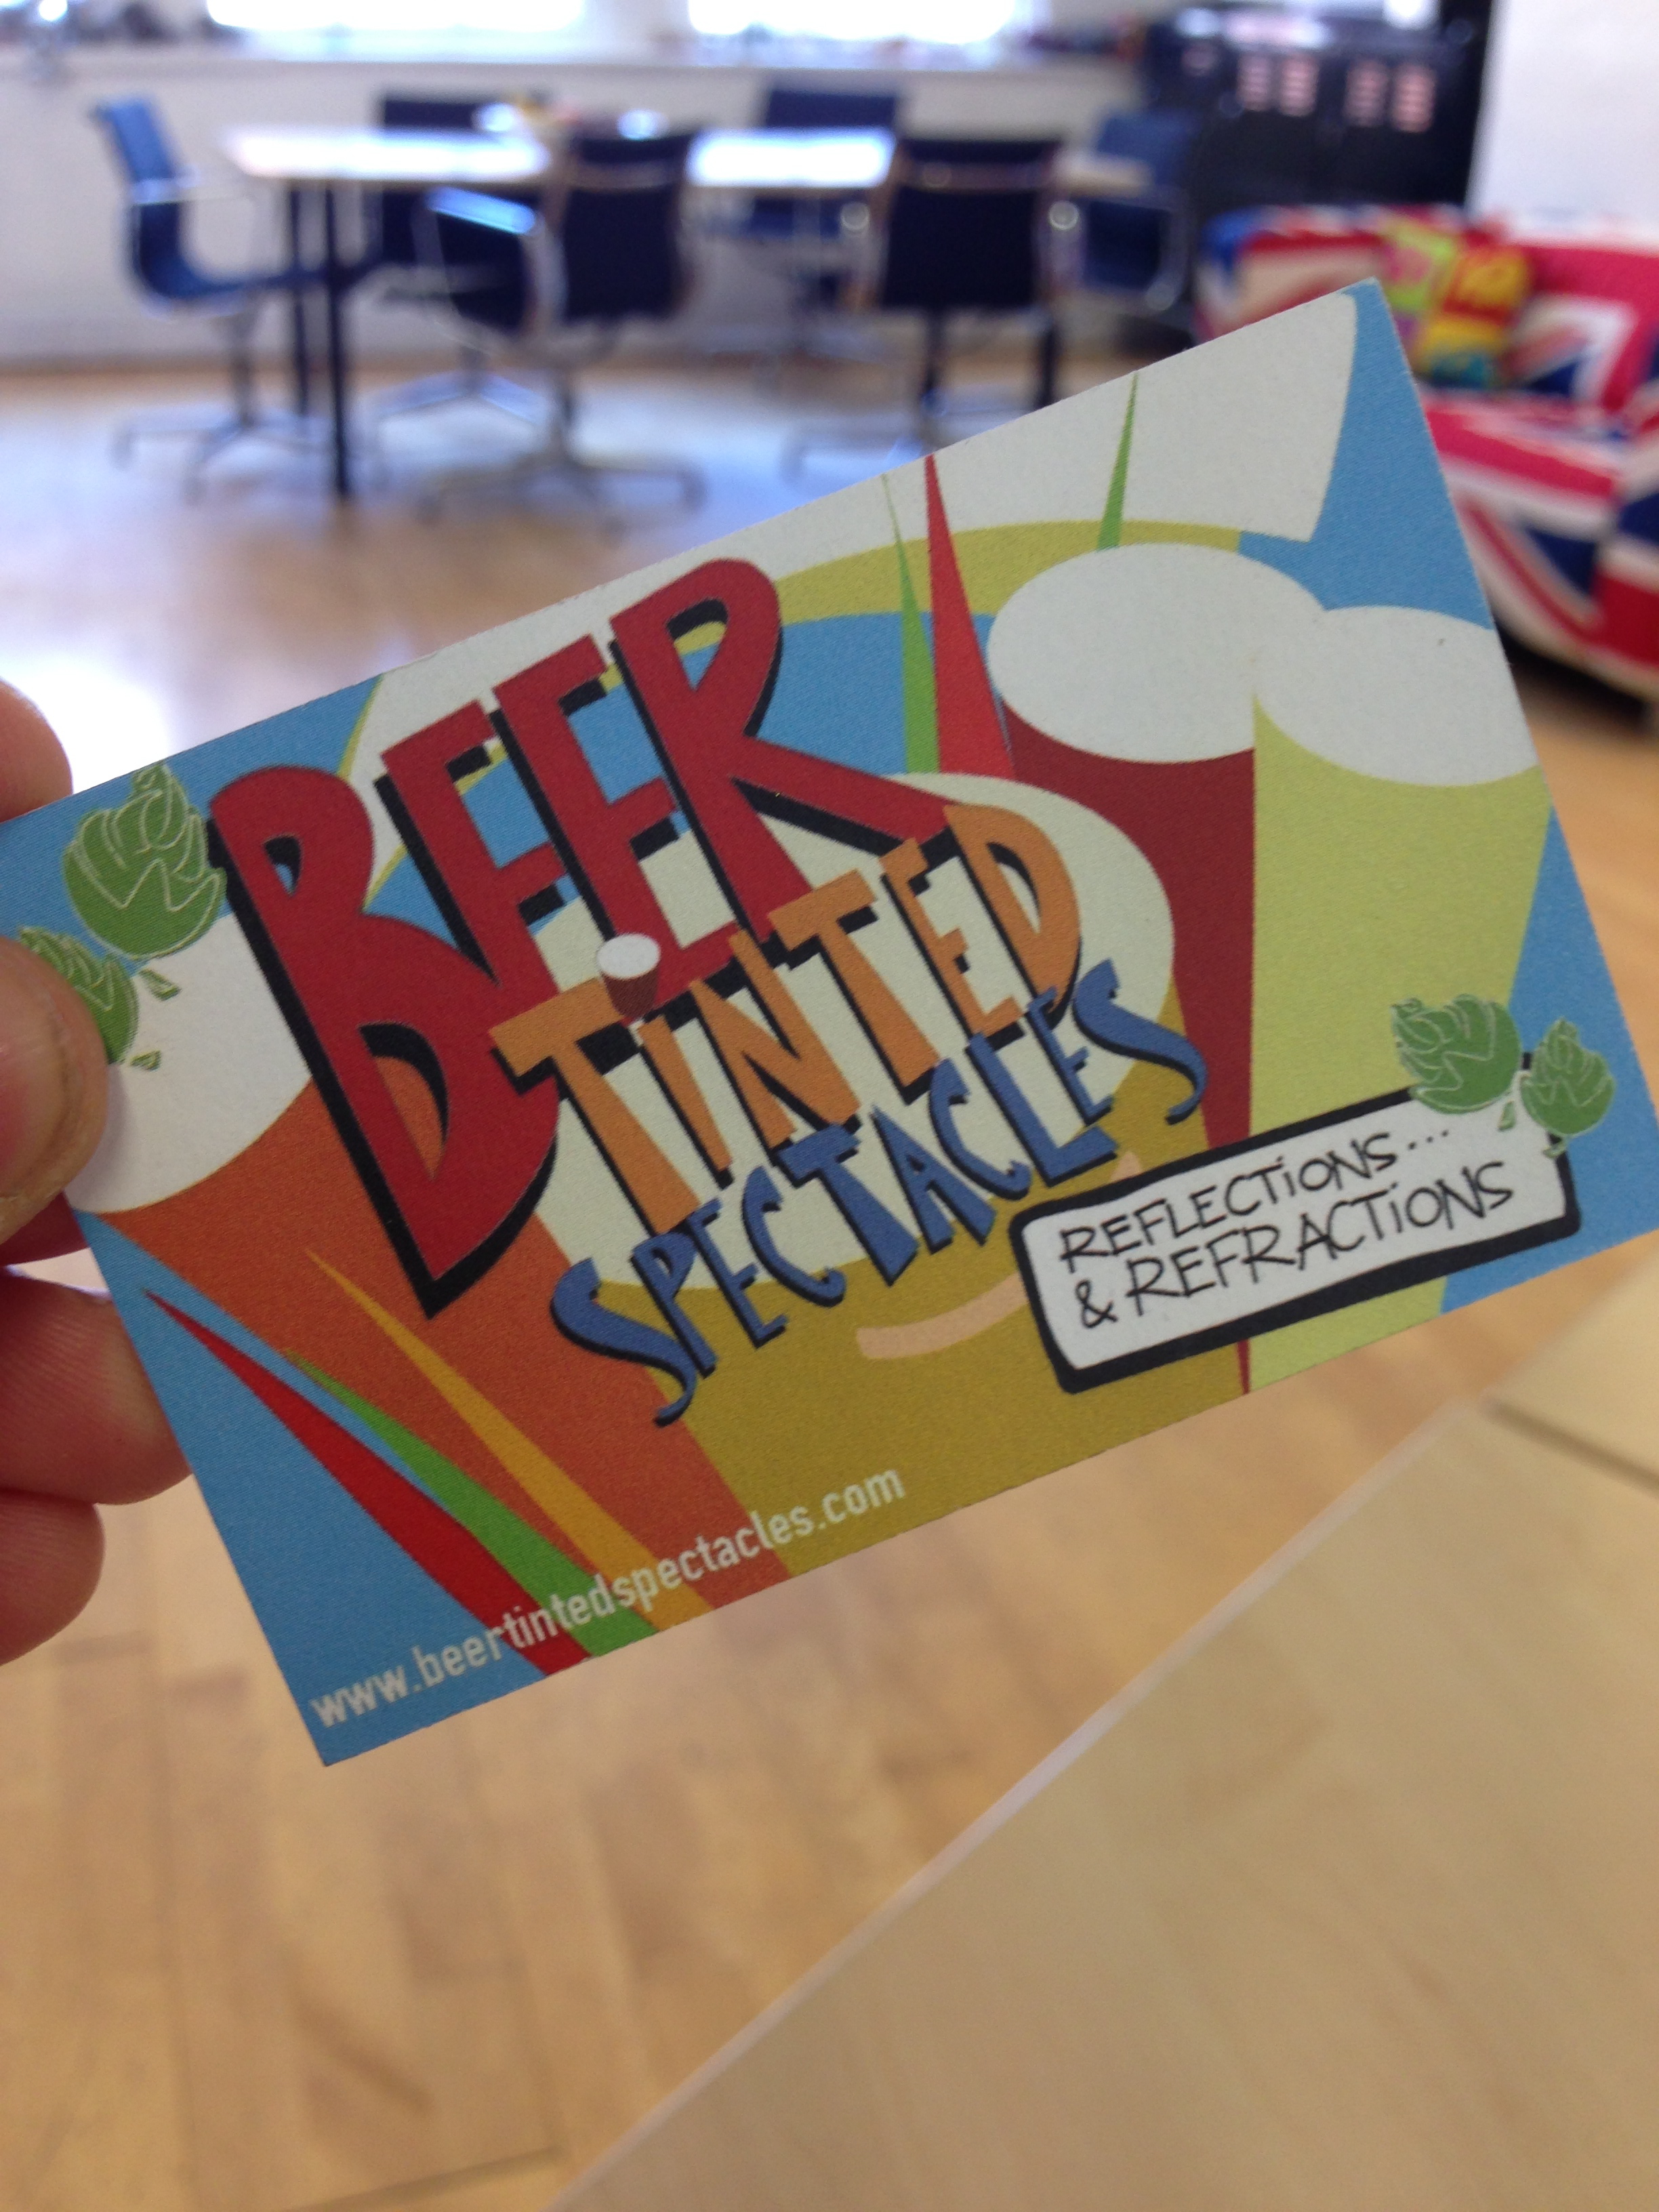 BEER
TiNTED
SPECTACLES
REFLECTiONS...
& REFRACTiONS
www.beertintedspectacles.com